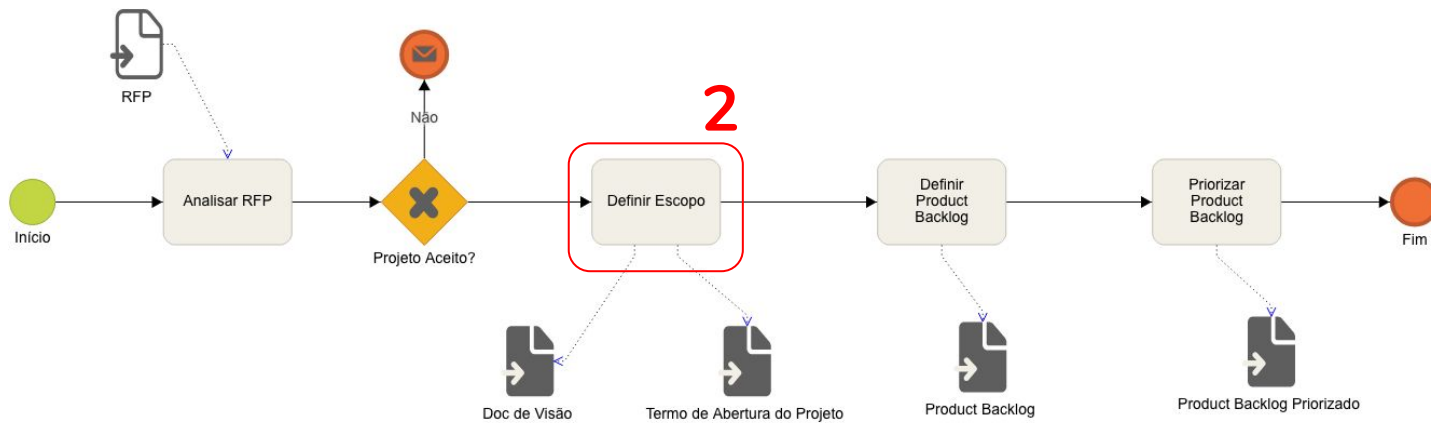 RFP
Não
2
Início
Analisar RFP
Projeto Aceito?
Definir Escopo
Definir
Product
Backlog
Priorizar
Product
Backlog
Fim
Doc de Visão
Termo de Abertura do Projeto
Product Backlog
Product Backlog Priorizado